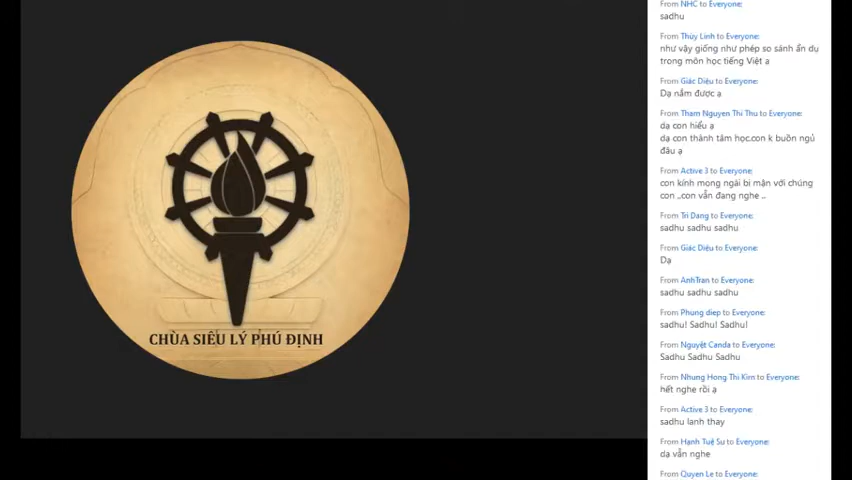 CHÙA SIÊU LÝ PHÚ ĐỊNH
From NHC to Everyone:
sadhu
From Thùy Linh to Everyone:
như vậy giống như phép so sánh ẩn dụ
trong môn học tiếng Việt ạ
From Giác Diệu to Everyone:
Dạ nắm được ạ
From Tham Nguyen Thi Thu to Everyone:
dạ con hiểu ạ
dạ con thành tâm học.con k buồn ngủ
đâu ạ
From Active 3 to Everyone:
con kính mong ngài bi mận với chúng
con ..con vẫn đang nghe ..
From Tri Dang to Everyone:
sadhu sadhu sadhu
From Giác Diệu to Everyone:
Dạ
From AnhTran to Everyone:
sadhu sadhu sadhu
From Phung diep to Everyone:
sadhu! Sadhu! Sadhu!
From Nguyệt Canda to Everyone:
Sadhu Sadhu Sadhu
From Nhung Hong Thi Kim to Everyone:
hết nghe rồi ạ
From Active 3 to Everyone:
sadhu lanh thay
From Hạnh Tuệ Su to Everyone:
dạ vẫn nghe
From Quyen Le to Everyone: